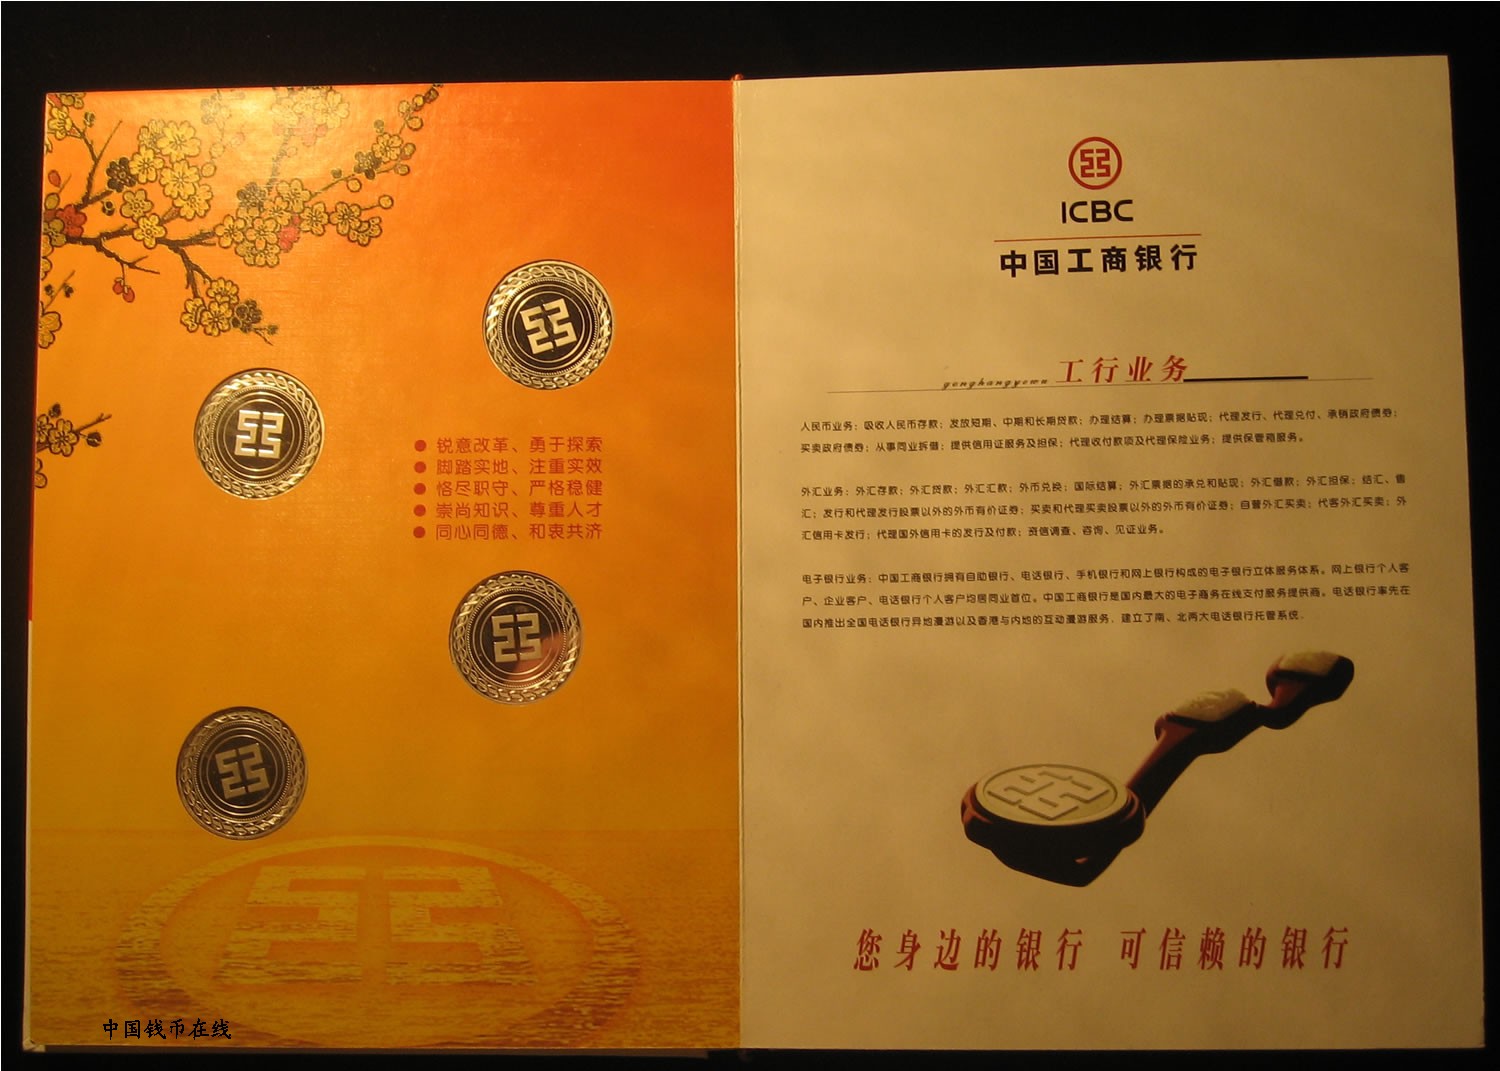 ● 锐意改革、勇于探索
● 脚踏实地、注重实效
● 恪尽职守、严格稳健
● 崇尚知识、尊重人才
● 同心同德、和衷共济
中国钱币在线
ICBC
中国工商银行
工行业务
人民币业务：吸收人民币存款；发放短期、中期和长期贷款；办理结算；办理票据贴现；代理发行、代理兑付、承销政府债券；
买卖政府债券；从事同业拆借；提供信用证服务及担保；代理收付款项及代理保险业务；提供保管箱服务。
外汇业务：外汇存款；外汇贷款；外汇汇款；外币兑换；国际结算；外汇票据的承兑和贴现；外汇借款；外汇担保；结汇、售
汇；发行和代理发行股票以外的外币有价证券；买卖和代理买卖股票以外的外币有价证券；自营外汇买卖；代客外汇买卖；外
汇信用卡发行；代理国外信用卡的发行及付款；资信调查、咨询、见证业务。
电子银行业务：中国工商银行拥有自助银行、电话银行、手机银行和网上银行构成的电子银行立体服务体系。网上银行个人客
户、企业客户、电话银行个人客户均居同业首位。中国工商银行是国内最大的电子商务在线支付服务提供商。电话银行率先在
国内推出全国电话银行异地漫游以及香港与内地的互动漫游服务，建立了南、北两大电话银行托管系统.
您身边的银行 可信赖的银行